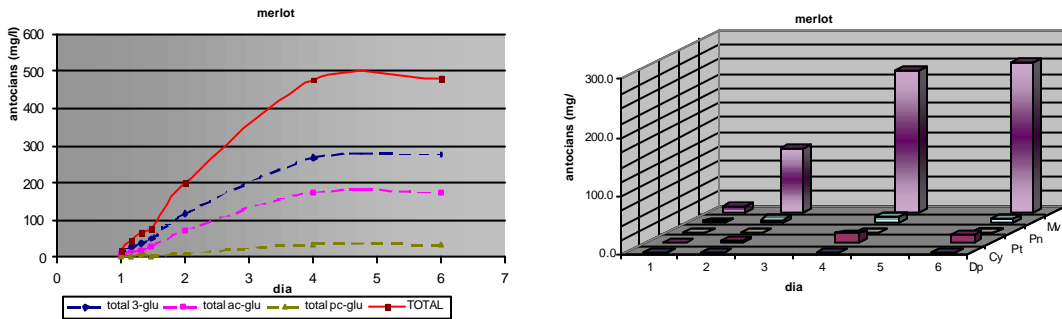 merlot
600
500
400
300
200
100
0
antocians (mg/l)
0 1 2 3 4 5 6 7
dia
total 3-glu total ac-glu total pc-glu TOTAL
merlot
300.0
200.0
100.0
0.0
antocians (mg/
1 2 3 4 5 6
dia
Dp
Cy
Pt
Pn
Mv